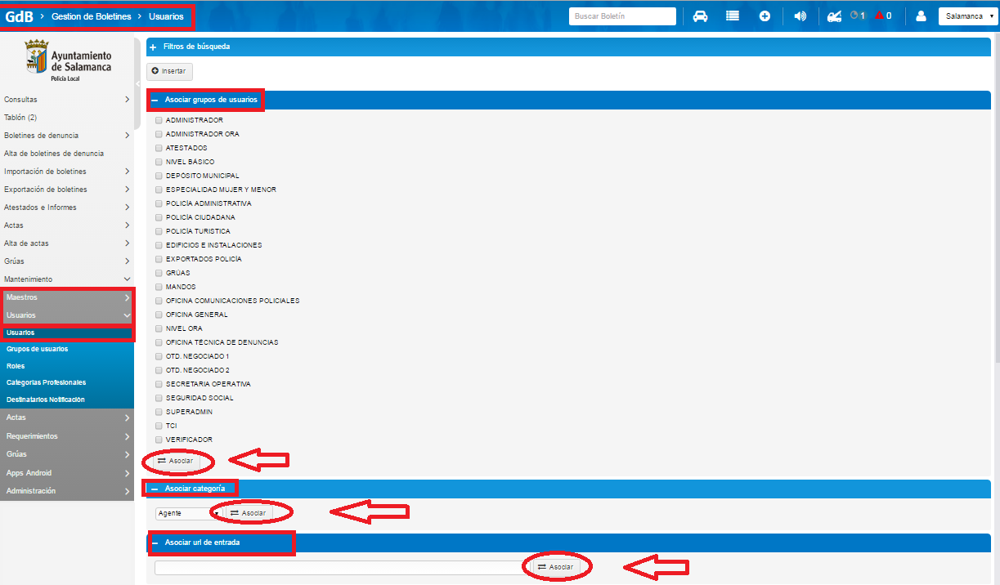 GdB > Gestion de Boletines > Usuarios
Buscar Boletín
1
0
Salamanca
Ayuntamiento
de Salamanca
Policía Local
Consultas
Tablón (2)
Boletines de denuncia
Alta de boletines de denuncia
Importación de boletines
Exportación de boletines
Atestados e Informes
Actas
Alta de actas
Grúas
Mantenimiento
Maestros
Usuarios
Usuarios
Grupos de usuarios
Roles
Categorías Profesionales
Destinatarios Notificación
Actas
Requerimientos
Grúas
Apps Android
Administración
Filtros de búsqueda
Insertar
Asociar grupos de usuarios
ADMINISTRADOR
ADMINISTRADOR ORA
ATESTADOS
NIVEL BÁSICO
DEPÓSITO MUNICIPAL
ESPECIALIDAD MUJER Y MENOR
POLICÍA ADMINISTRATIVA
POLICÍA CIUDADANA
POLICÍA TURISTICA
EDIFICIOS E INSTALACIONES
EXPORTADOS POLICÍA
GRÚAS
MANDOS
OFICINA COMUNICACIONES POLICIALES
OFICINA GENERAL
NIVEL ORA
OFICINA TÉCNICA DE DENUNCIAS
OTD. NEGOCIADO 1
OTD. NEGOCIADO 2
SECRETARIA OPERATIVA
SEGURIDAD SOCIAL
SUPERADMIN
TCI
VERIFICADOR
Asociar
Asociar categoría
Agente
Asociar
Asociar url de entrada
Asociar